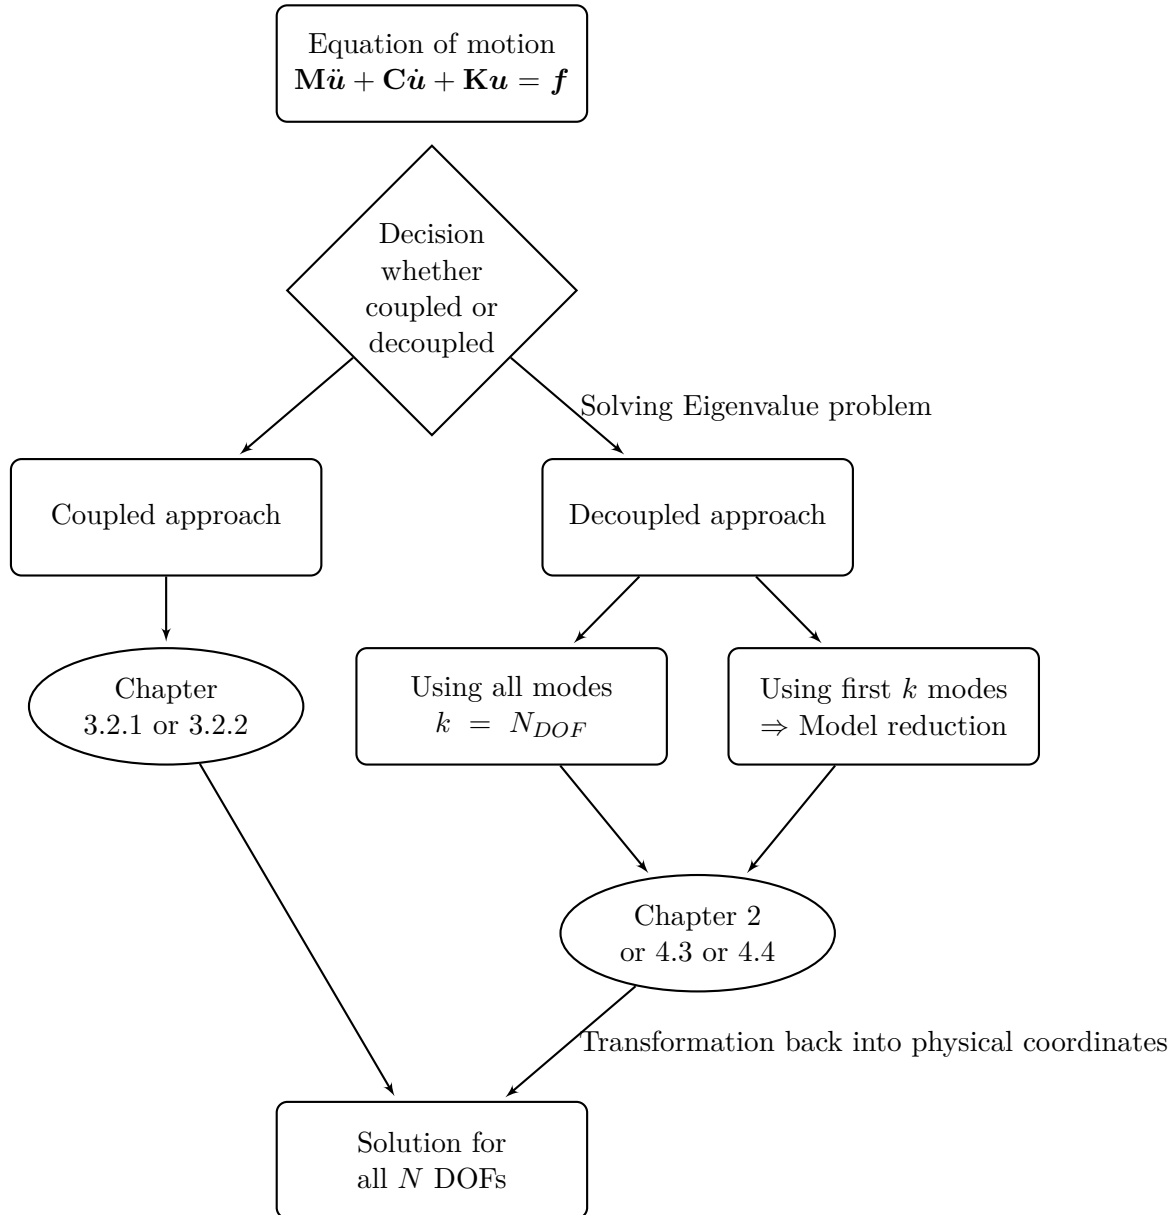 Equation of motion
𝐌𝒖̈ + 𝐂𝒖̇ + 𝐊𝒖 = 𝒇
Decision
whether
coupled or
decoupled
Solving Eigenvalue problem
Coupled approach
Decoupled approach
Chapter
3.2.1 or 3.2.2
Using all modes
k = N_{DOF}
Using first k modes
⇒ Model reduction
Chapter 2
or 4.3 or 4.4
Transformation back into physical coordinates
Solution for
all N DOFs